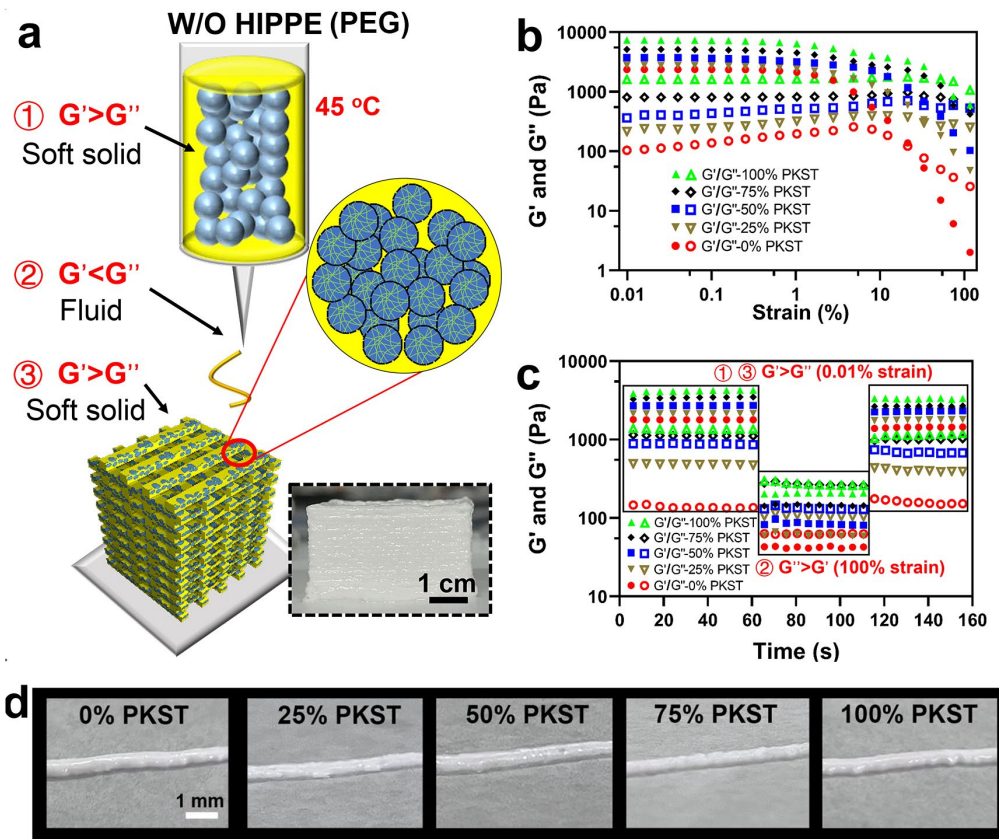 a
W/O HIPPE (PEG)
45 °C
① G'>G''
Soft solid
② G'<G''
Fluid
③ G'>G''
Soft solid
1 cm
b
10000
1000
100
10
1
G' and G'' (Pa)
G'/G''-100% PKST
G'/G''-75% PKST
G'/G''-50% PKST
G'/G''-25% PKST
G'/G''-0% PKST
0.01 0.1 1 10 100
Strain (%)
c
① ③ G'>G'' (0.01% strain)
10000
1000
100
10
G' and G'' (Pa)
G'/G''-100% PKST
G'/G''-75% PKST
G'/G''-50% PKST
G'/G''-25% PKST
G'/G''-0% PKST
② G''>G' (100% strain)
0 20 40 60 80 100 120 140 160
Time (s)
d
0% PKST 25% PKST 50% PKST 75% PKST 100% PKST
1 mm